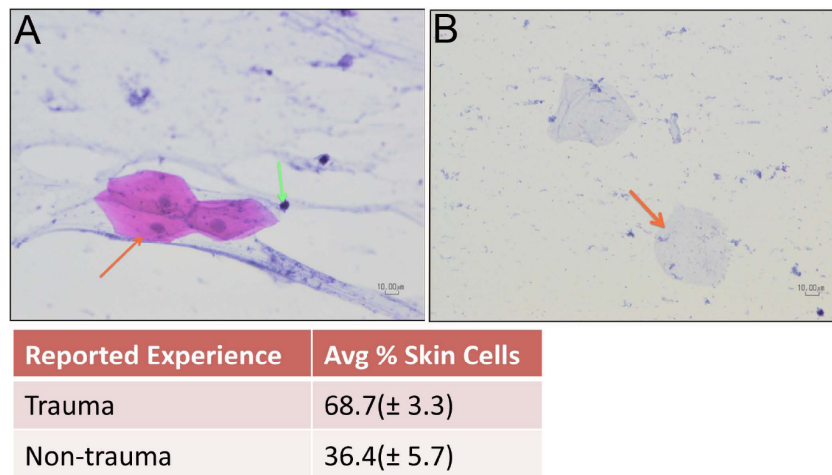 A
B
10.00μm
10.00μm
Reported Experience Avg % Skin Cells
Trauma 68.7(± 3.3)
Non-trauma 36.4(± 5.7)